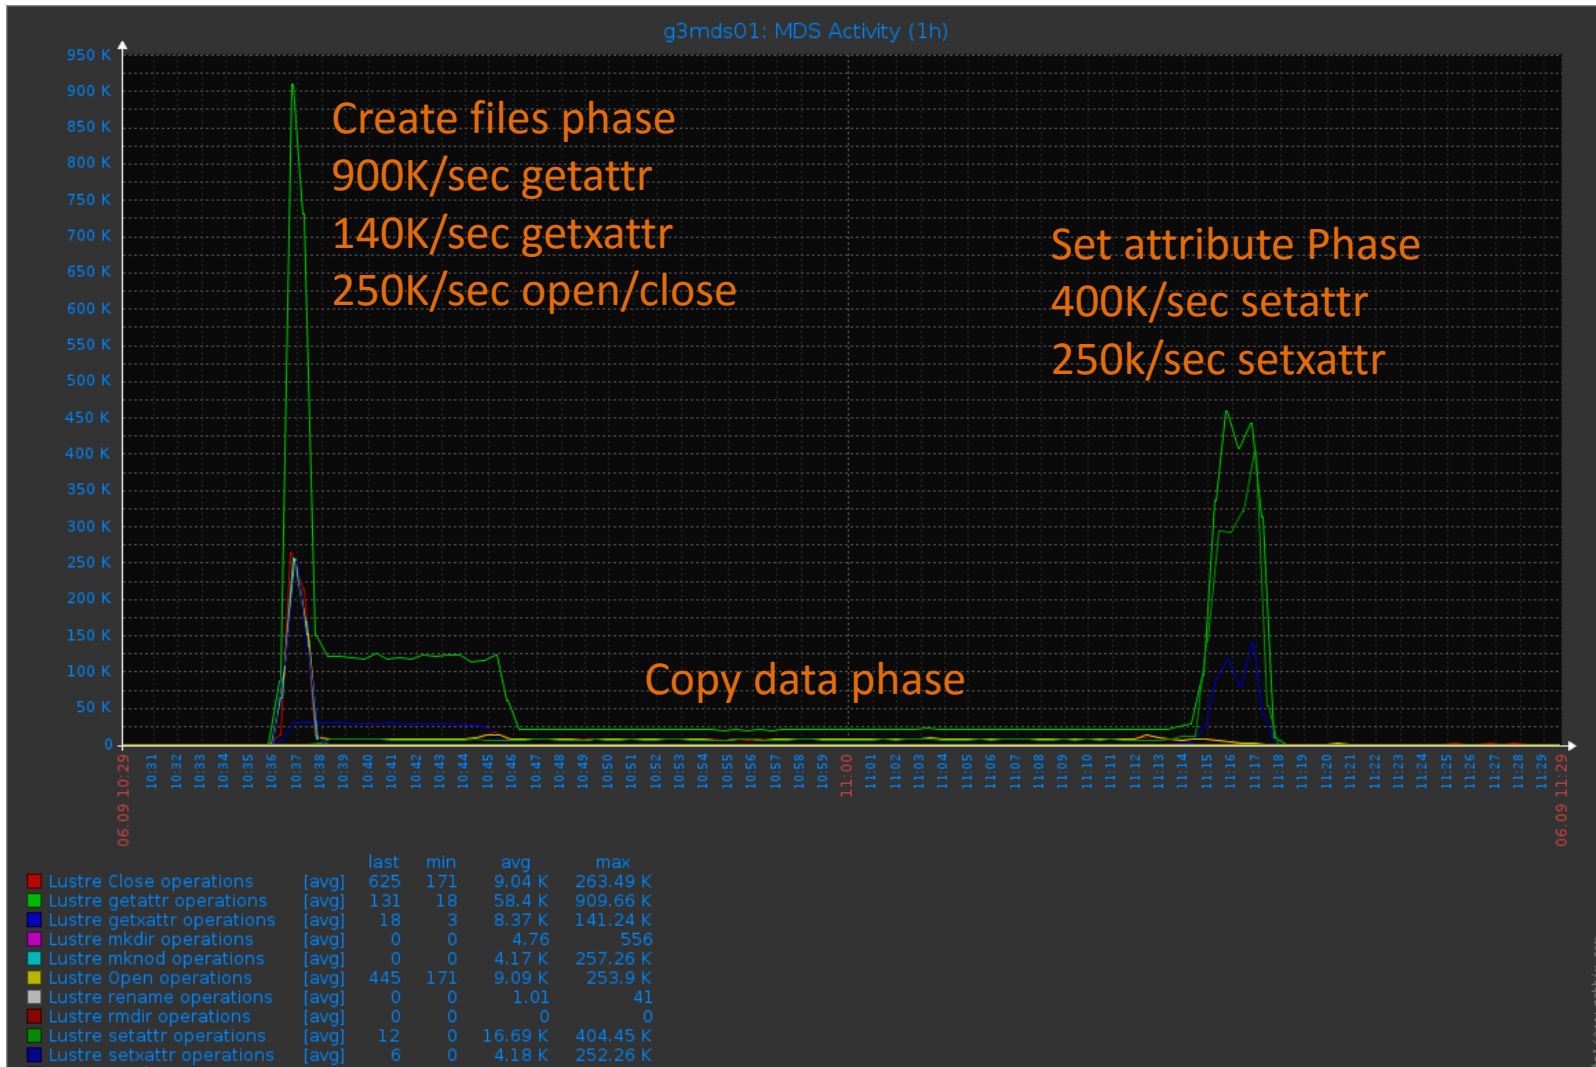 g3mds01: MDS Activity (1h)
950 K
900 K
850 K
800 K
750 K
700 K
650 K
600 K
550 K
500 K
450 K
400 K
350 K
300 K
250 K
200 K
150 K
100 K
50 K
0
Create files phase
900K/sec getattr
140K/sec getxattr
250K/sec open/close
Set attribute Phase
400K/sec setattr
250k/sec setxattr
Copy data phase
06.09 10:29
10:31
10:32
10:33
10:34
10:35
10:36
10:37
10:38
10:39
10:40
10:41
10:42
10:43
10:44
10:45
10:46
10:47
10:48
10:49
10:50
10:51
10:52
10:53
10:54
10:55
10:56
10:57
10:58
10:59
11:00
11:01
11:02
11:03
11:04
11:05
11:06
11:07
11:08
11:09
11:10
11:11
11:12
11:13
11:14
11:15
11:16
11:17
11:18
11:19
11:20
11:21
11:22
11:23
11:24
11:25
11:26
11:27
11:28
11:29
06.09 11:29
last min avg max
Lustre Close operations [avg] 625 171 9.04 K 263.49 K
Lustre getattr operations [avg] 131 18 58.4 K 909.66 K
Lustre getxattr operations [avg] 18 3 8.37 K 141.24 K
Lustre mkdir operations [avg] 0 0 4.76 556
Lustre mknod operations [avg] 0 0 4.17 K 257.26 K
Lustre Open operations [avg] 445 171 9.09 K 253.9 K
Lustre rename operations [avg] 0 0 1.01 41
Lustre rmdir operations [avg] 0 0 0 0
Lustre setattr operations [avg] 12 0 16.69 K 404.45 K
Lustre setxattr operations [avg] 6 0 4.18 K 252.26 K